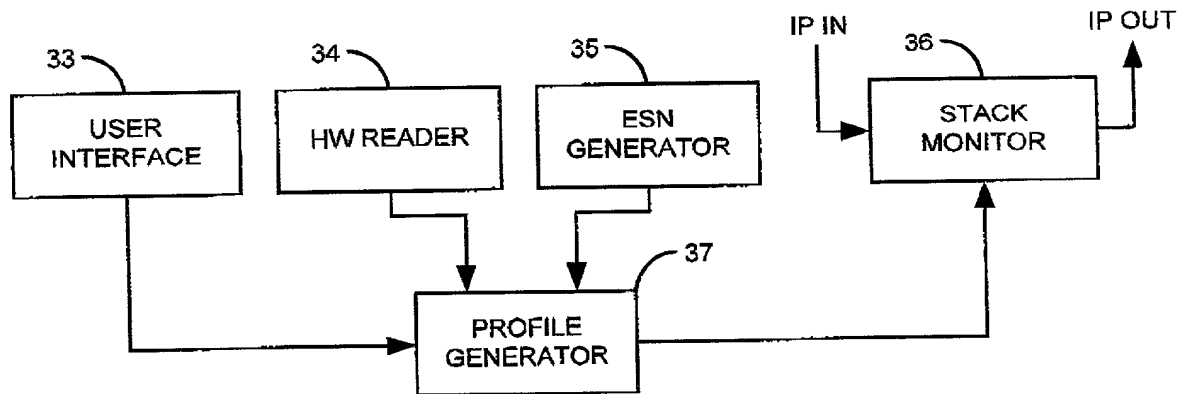 IP IN
IP OUT
33
34
35
36
USER
INTERFACE
HW READER
ESN
GENERATOR
STACK
MONITOR
37
PROFILE
GENERATOR